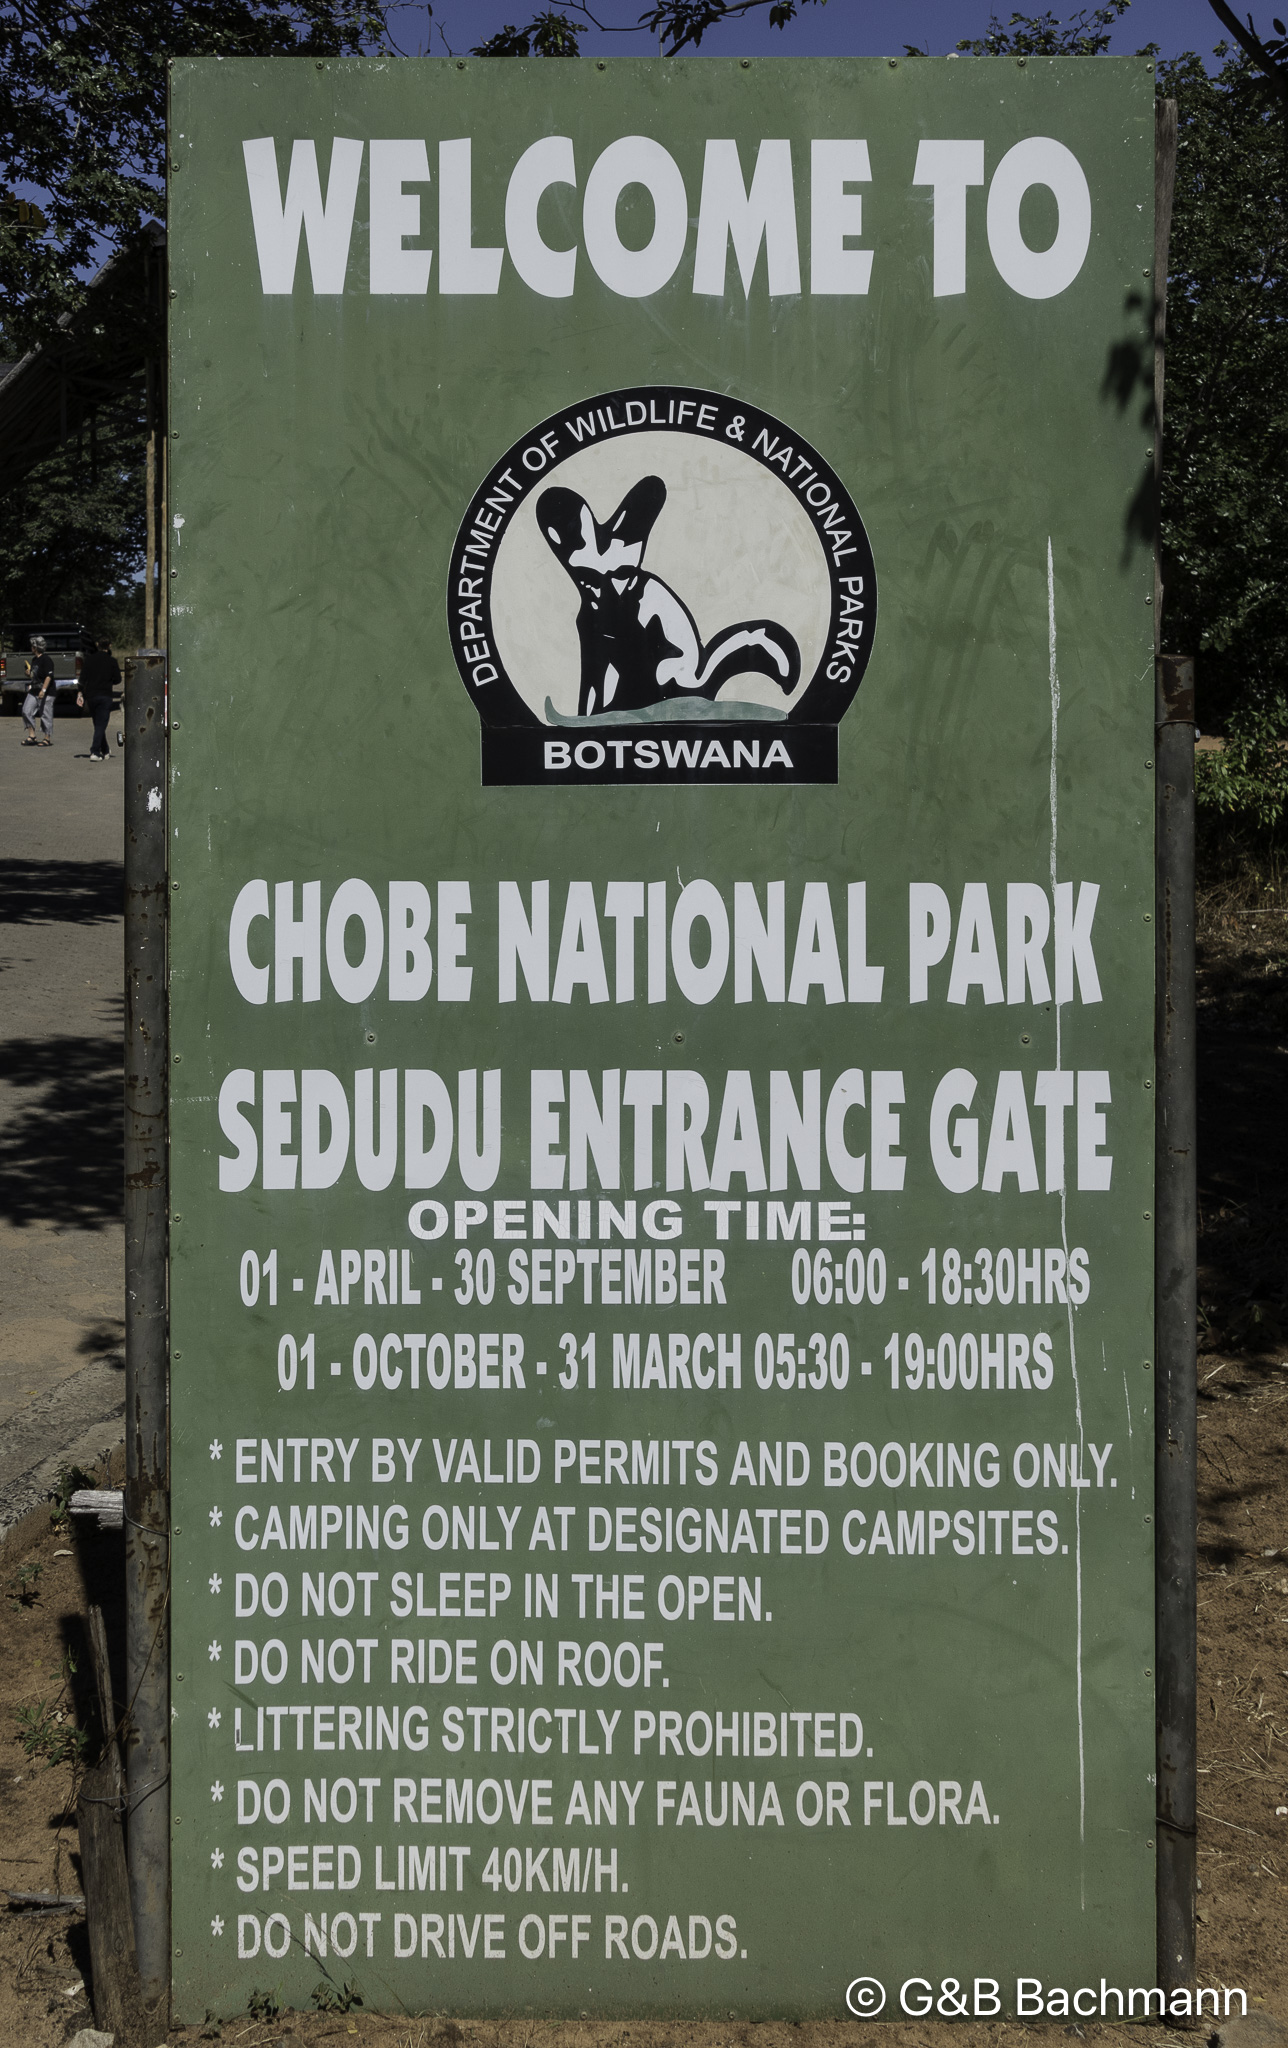 WELCOME TO
DEPARTMENT OF WILDLIFE & NATIONAL PARKS
BOTSWANA
CHOBE NATIONAL PARK
SEDUDU ENTRANCE GATE
OPENING TIME:
01 - APRIL - 30 SEPTEMBER 06:00 - 18:30HRS
01 - OCTOBER - 31 MARCH 05:30 - 19:00HRS
* ENTRY BY VALID PERMITS AND BOOKING ONLY.
* CAMPING ONLY AT DESIGNATED CAMPSITES.
* DO NOT SLEEP IN THE OPEN.
* DO NOT RIDE ON ROOF.
* LITTERING STRICTLY PROHIBITED.
* DO NOT REMOVE ANY FAUNA OR FLORA.
* SPEED LIMIT 40KM/H.
* DO NOT DRIVE OFF ROADS.
© G&B Bachmann